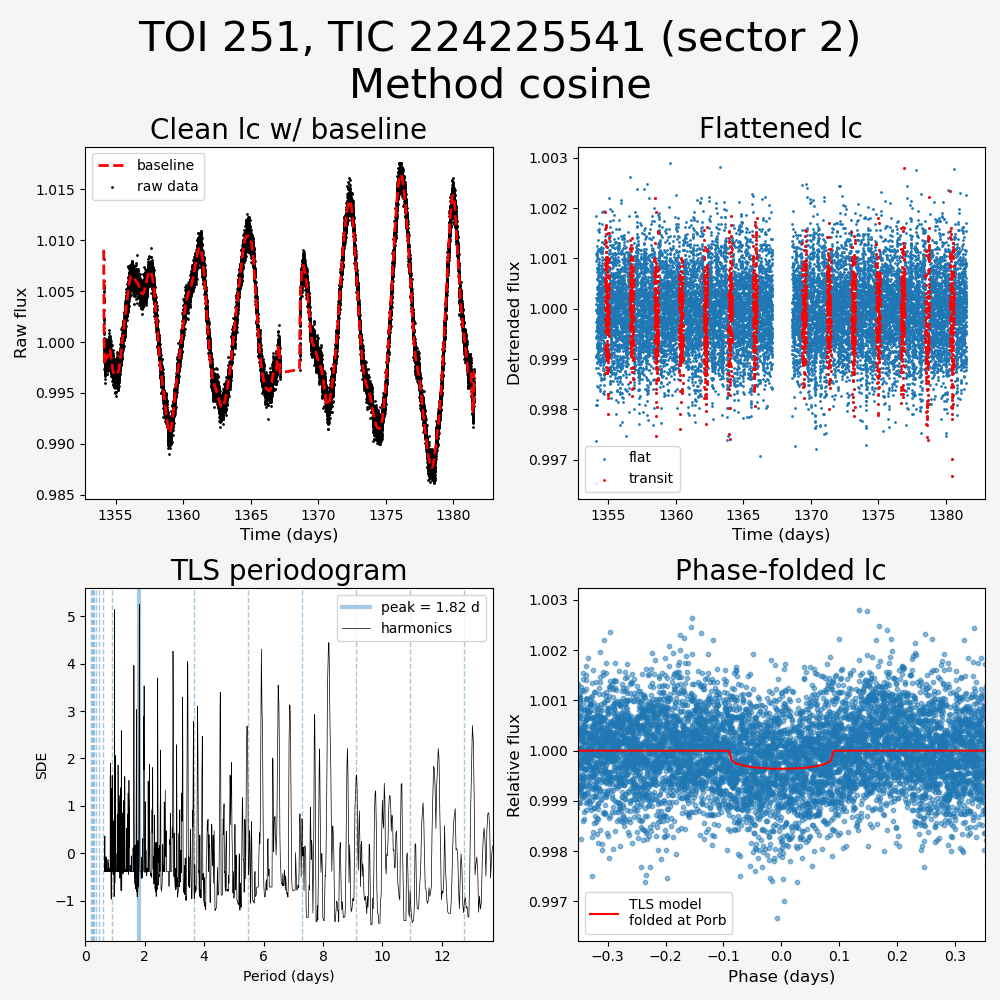 TOI 251, TIC 224225541 (sector 2)
Method cosine
Clean lc w/ baseline
baseline
raw data
Raw flux
1.015
1.010
1.005
1.000
0.995
0.990
0.985
1355 1360 1365 1370 1375 1380
Time (days)
Flattened lc
Detrended flux
1.003
1.002
1.001
1.000
0.999
0.998
0.997
flat
transit
1355 1360 1365 1370 1375 1380
Time (days)
TLS periodogram
peak = 1.82 d
harmonics
SDE
5
4
3
2
1
0
−1
0 2 4 6 8 10 12
Period (days)
Phase-folded lc
Relative flux
1.003
1.002
1.001
1.000
0.999
0.998
0.997
TLS model
folded at Porb
−0.3 −0.2 −0.1 0.0 0.1 0.2 0.3
Phase (days)